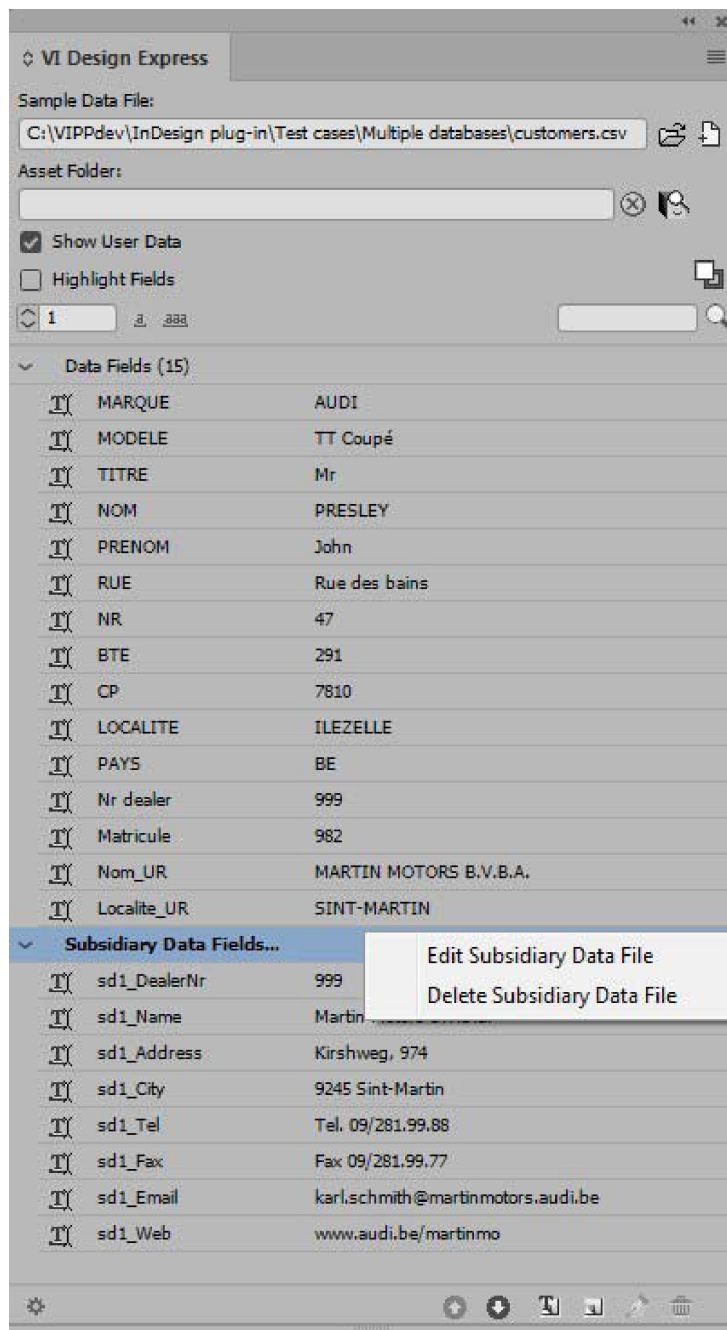 VI Design Express
Sample Data File:
C:\VIPPdev\InDesign plug-in\Test cases\Multiple databases\customers.csv
Asset Folder:
Show User Data
Highlight Fields
1 a aaa
Data Fields (15)
MARQUE AUDI
MODELE TT Coupé
TITRE Mr
NOM PRESLEY
PRENOM John
RUE Rue des bains
NR 47
BTE 291
CP 7810
LOCALITE ILEZELLE
PAYS BE
Nr dealer 999
Matricule 982
Nom_UR MARTIN MOTORS B.V.B.A.
Localite_UR SINT-MARTIN
Subsidiary Data Fields...
Edit Subsidiary Data File
sd1_DealerNr 999
Delete Subsidiary Data File
sd1_Name Martin
sd1_Address Kirshweg, 974
sd1_City 9245 Sint-Martin
sd1_Tel Tel. 09/281.99.88
sd1_Fax Fax 09/281.99.77
sd1_Email karl.schmith@martinmotors.audi.be
sd1_Web www.audi.be/martinmo